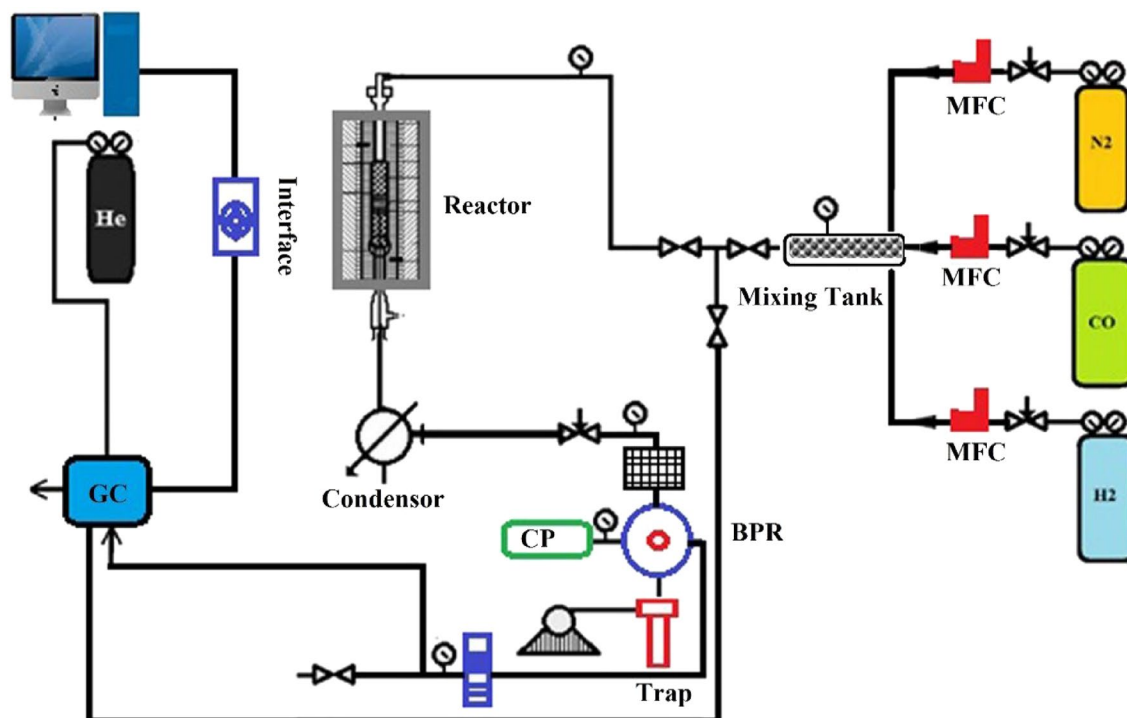 MFC
N2
He
Interface
Reactor
MFC
CO
Mixing Tank
MFC
H2
GC
Condensor
CP
BPR
Trap